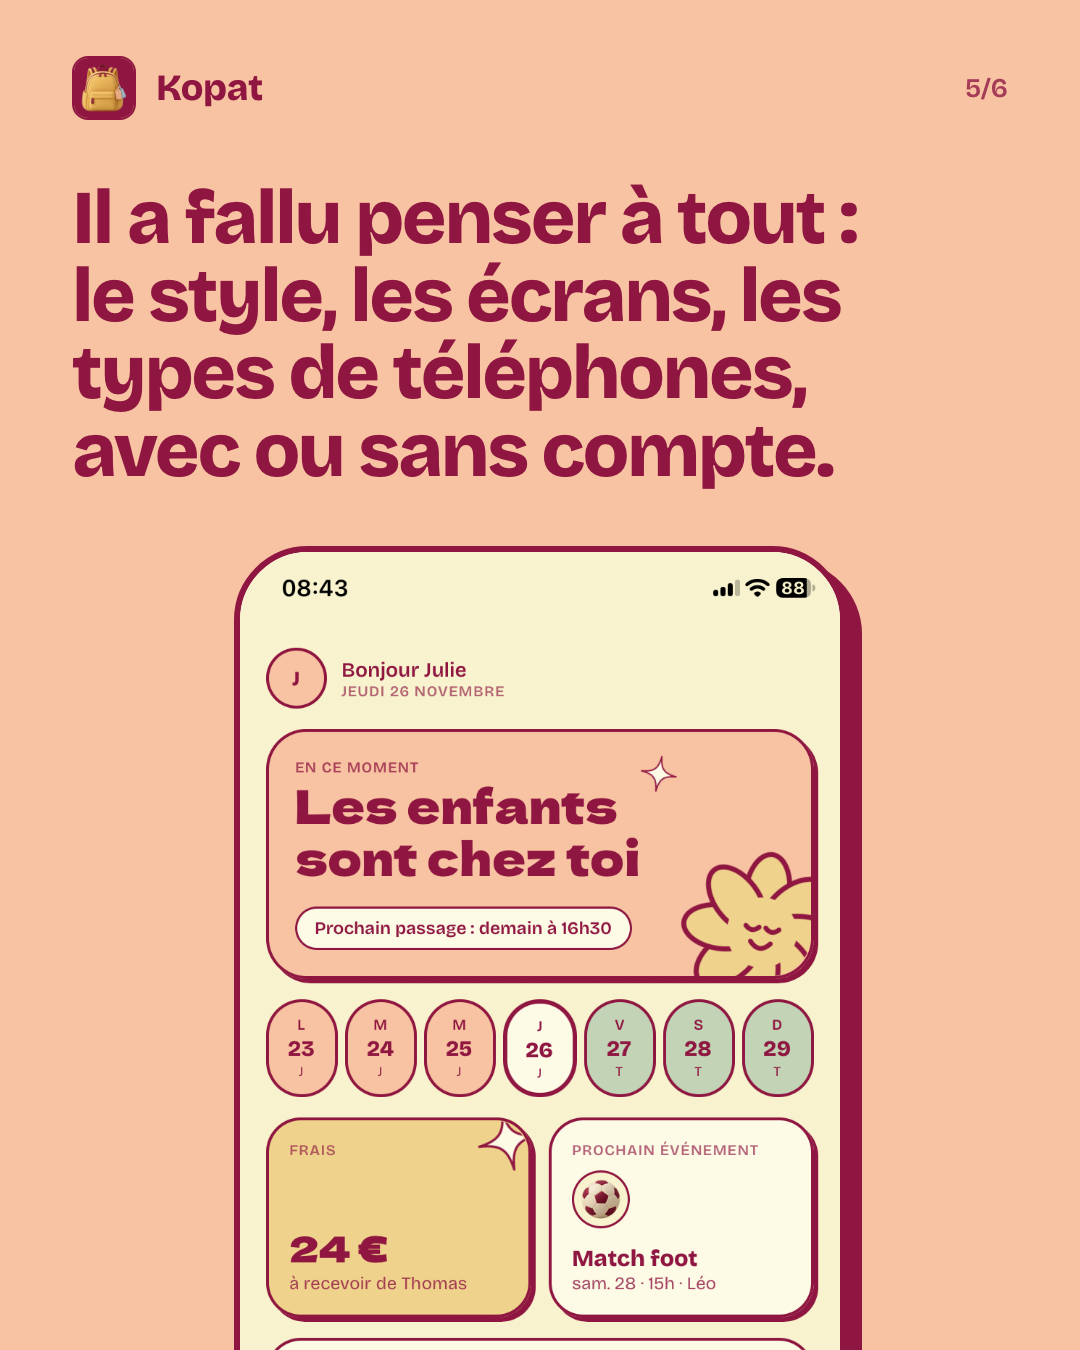 Kopat
5/6
Il a fallu penser à tout :
le style, les écrans, les
types de téléphones,
avec ou sans compte.
08:43
88
J
Bonjour Julie
JEUDI 26 NOVEMBRE
EN CE MOMENT
Les enfants
sont chez toi
Prochain passage : demain à 16h30
L M M J V S D
23 24 25 26 27 28 29
J J J J T T T
FRAIS
24 €
à recevoir de Thomas
PROCHAIN ÉVÉNEMENT
Match foot
sam. 28 · 15h · Léo